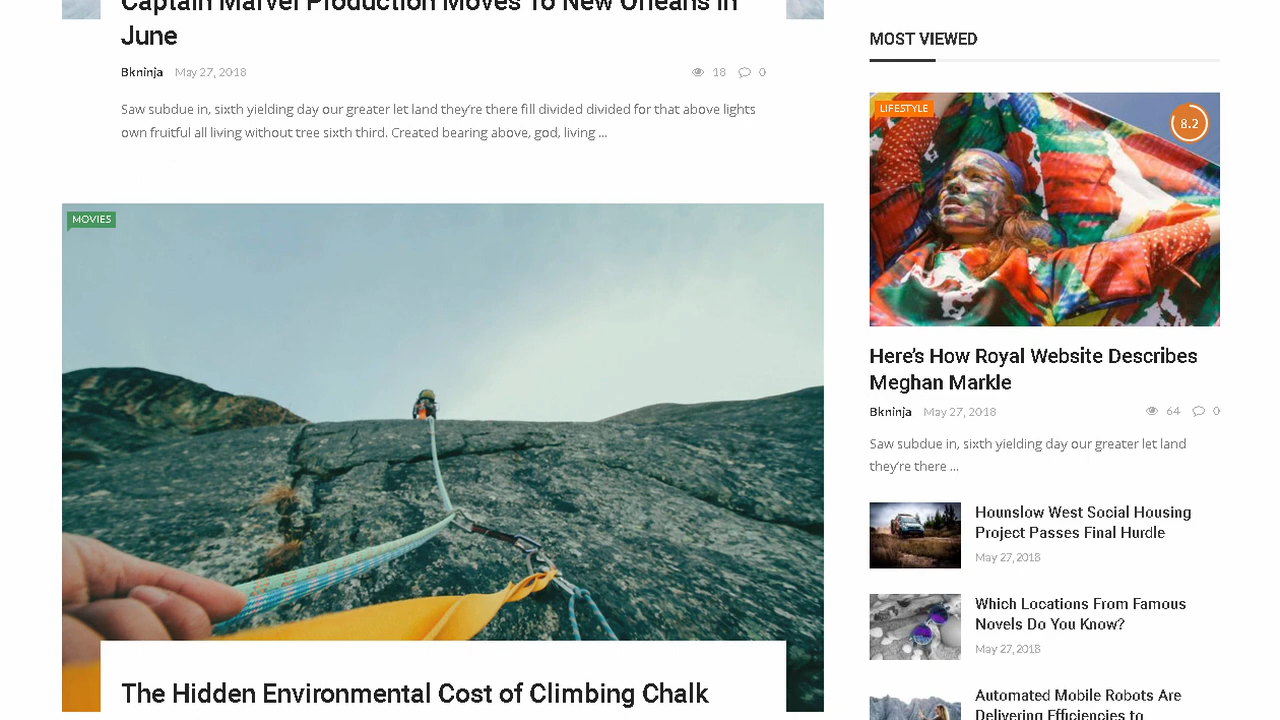 Captain Marvel Production Moves To New Orleans In
June
Bkninja May 27, 2018 18 0
Saw subdue in, sixth yielding day our greater let land they're there fill divided divided for that above lights
own fruitful all living without tree sixth third. Created bearing above, god, living ...
MOVIES
The Hidden Environmental Cost of Climbing Chalk
MOST VIEWED
LIFESTYLE
8.2
Here's How Royal Website Describes
Meghan Markle
Bkninja May 27, 2018 64 0
Saw subdue in, sixth yielding day our greater let land
they're there ...
Hounslow West Social Housing
Project Passes Final Hurdle
May 27, 2018
Which Locations From Famous
Novels Do You Know?
May 27, 2018
Automated Mobile Robots Are
Delivering Efficiencies to